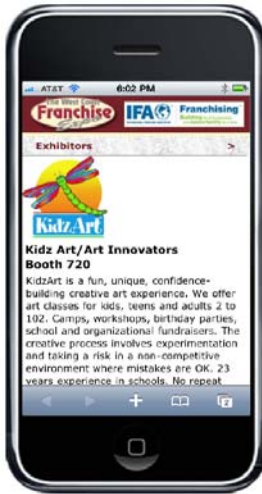 AT&T 6:02 PM
The West Coast
Franchise
Expo
IFA Franchising
Exhibitors >
KidzArt
Kidz Art/Art Innovators
Booth 720
KidzArt is a fun, unique, confidence-
building creative art experience. We offer
art classes for kids, teens and adults 2 to
102. Camps, workshops, birthday parties,
school and organizational fundraisers. The
creative process involves experimentation
and taking a risk in a non-competitive
environment where mistakes are OK. 23
years experience in schools. No repeat
2